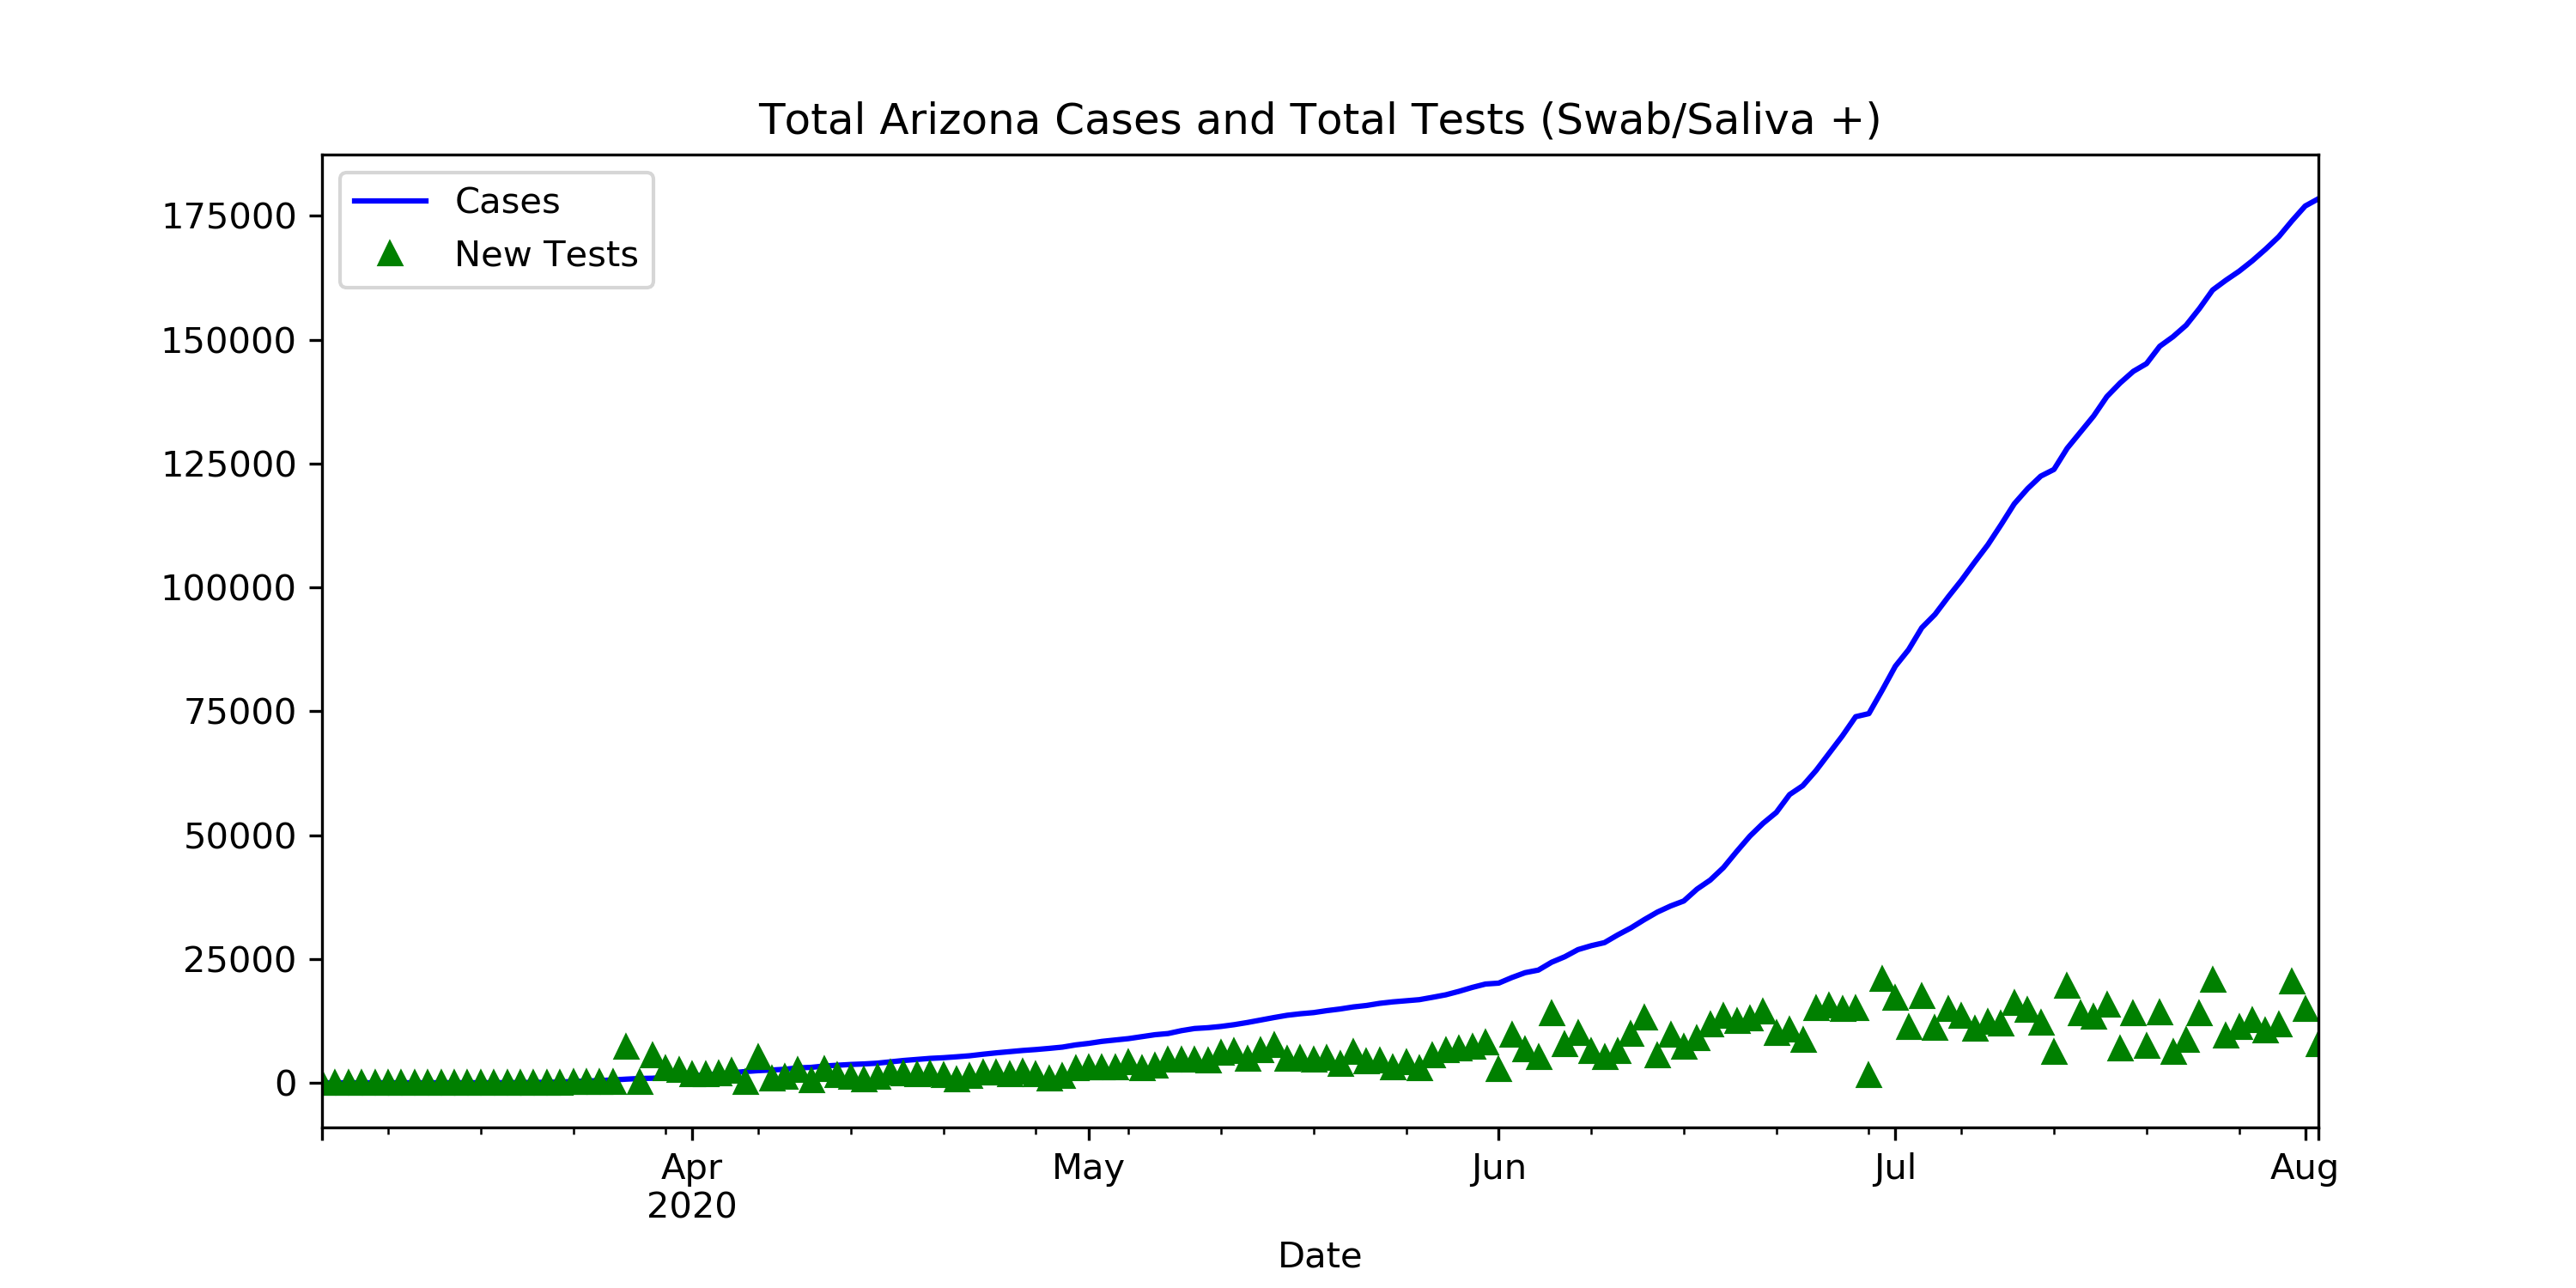 Total Arizona Cases and Total Tests (Swab/Saliva +)
Cases
New Tests
175000
150000
125000
100000
75000
50000
25000
0
Apr May Jun Jul Aug
2020
Date